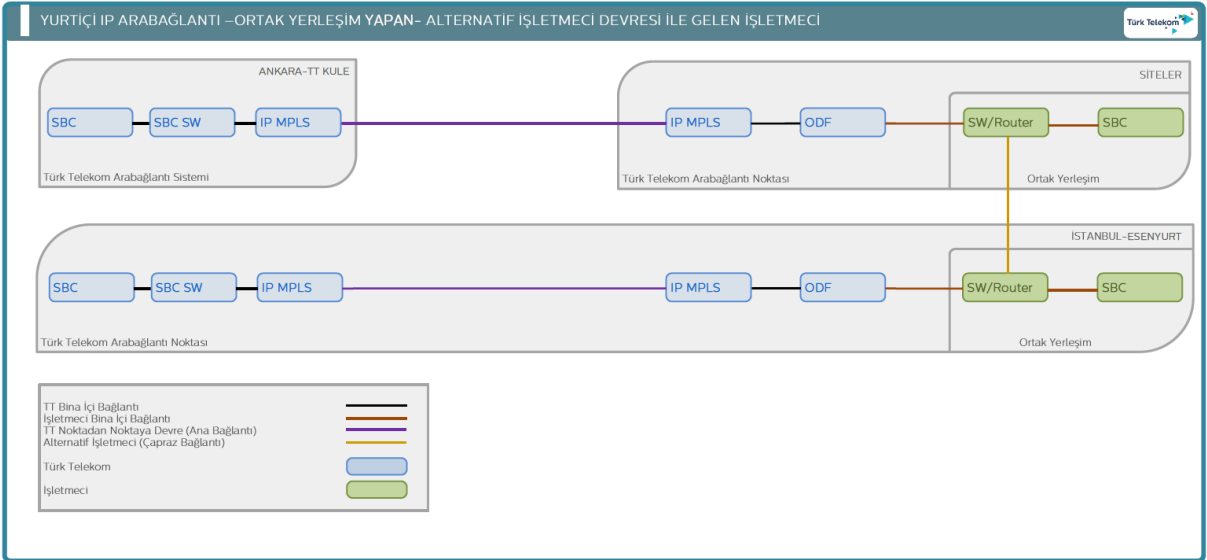 YURTİÇİ IP ARABAĞLANTI –ORTAK YERLEŞİM YAPAN- ALTERNATİF İŞLETMECİ DEVRESİ İLE GELEN İŞLETMECİ
Türk Telekom
ANKARA-TT KULE
SİTELER
SBC
SBC SW
IP MPLS
IP MPLS
ODF
SW/Router
SBC
Türk Telekom Arabağlantı Sistemi
Türk Telekom Arabağlantı Noktası
Ortak Yerleşim
İSTANBUL-ESENYURT
SBC
SBC SW
IP MPLS
IP MPLS
ODF
SW/Router
SBC
Türk Telekom Arabağlantı Noktası
Ortak Yerleşim
TT Bina İçi Bağlantı
İşletmeci Bina İçi Bağlantı
TT Noktadan Noktaya Devre (Ana Bağlantı)
Alternatif İşletmeci (Çapraz Bağlantı)
Türk Telekom
İşletmeci